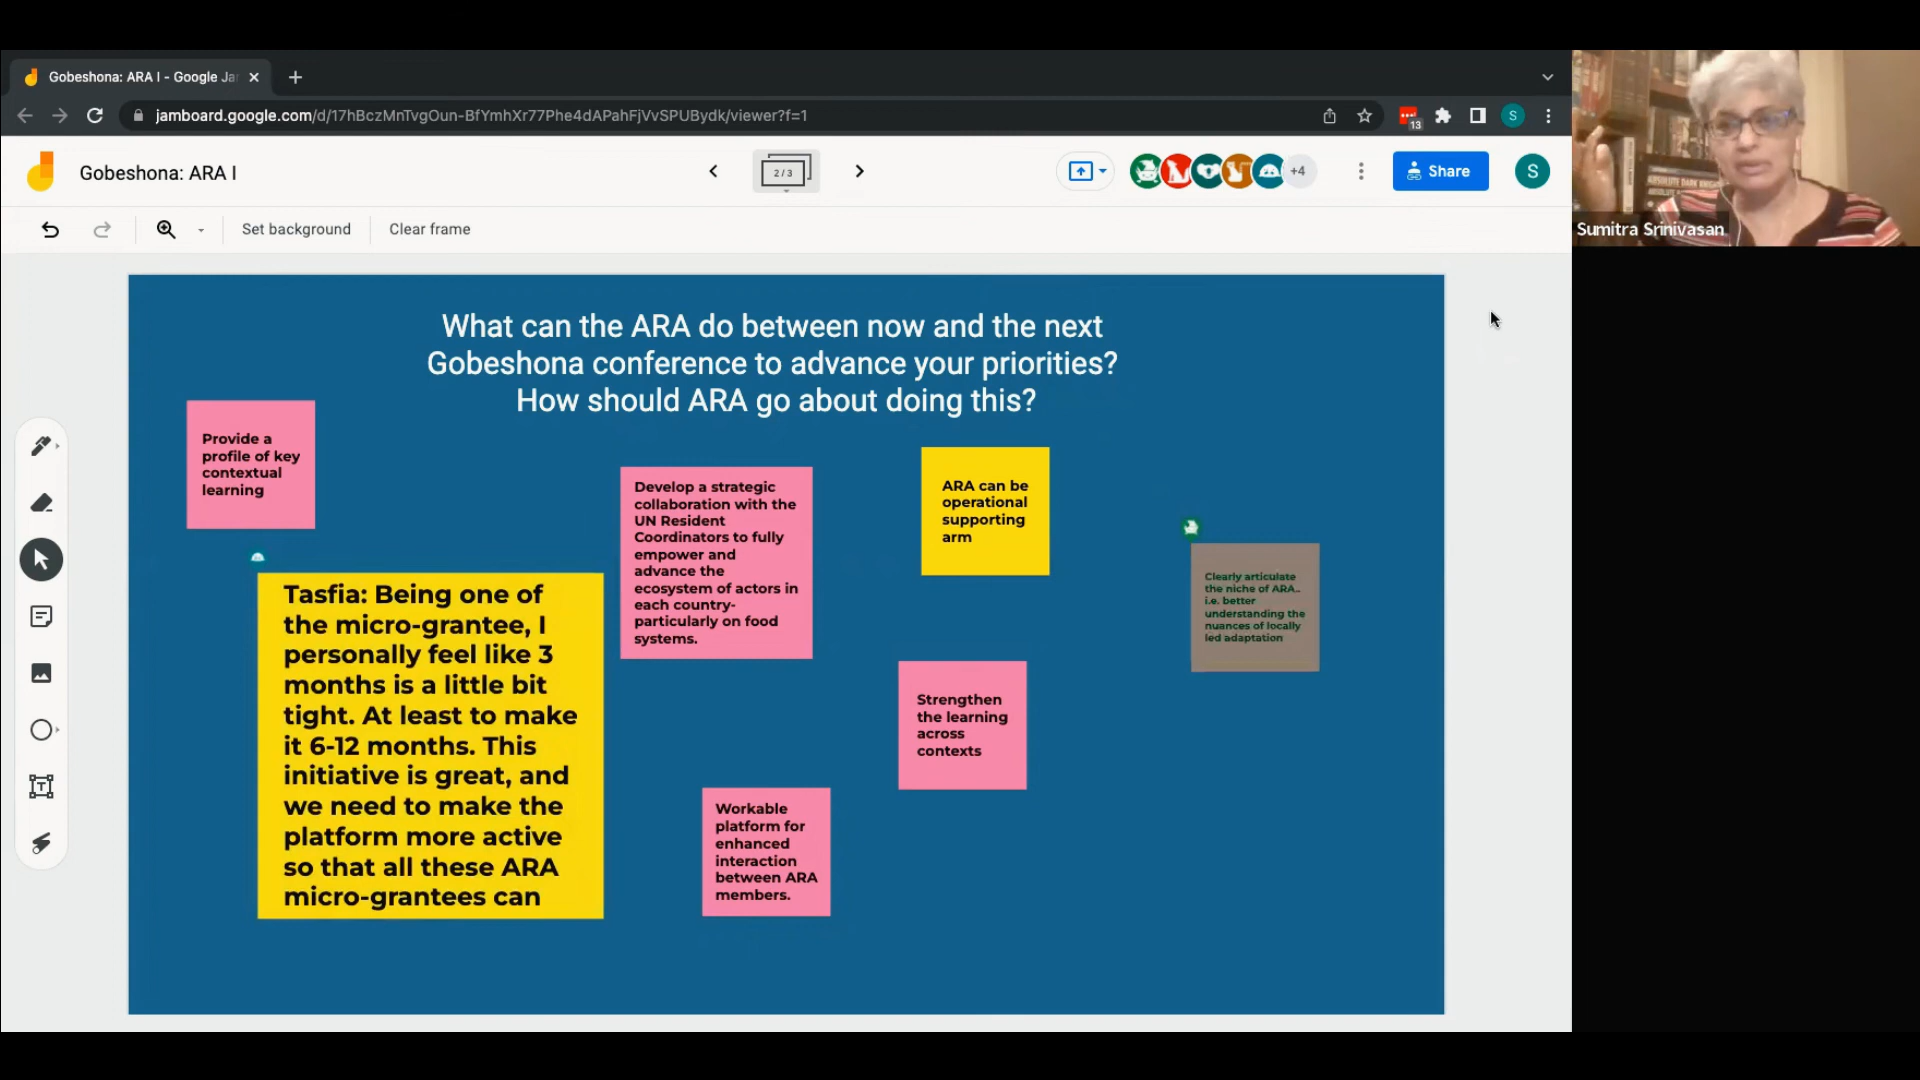 Gobeshona: ARA I - Google Ja
jamboard.google.com/d/17hBczMnTvgOun-BfYmhXr77Phe4dAPahFjVvSPUBydk/viewer?f=1
13
S
Gobeshona: ARA I
2 / 3
+4
Share
S
Set background
Clear frame
Sumitra Srinivasan
What can the ARA do between now and the next
Gobeshona conference to advance your priorities?
How should ARA go about doing this?
Provide a
profile of key
contextual
learning
Tasfia: Being one of
the micro-grantee, I
personally feel like 3
months is a little bit
tight. At least to make
it 6-12 months. This
initiative is great, and
we need to make the
platform more active
so that all these ARA
micro-grantees can
Develop a strategic
collaboration with the
UN Resident
Coordinators to fully
empower and
advance the
ecosystem of actors in
each country-
particularly on food
systems.
ARA can be
operational
supporting
arm
Clearly articulate
the niche of ARA..
i.e. better
understanding the
nuances of locally
led adaptation
Strengthen
the learning
across
contexts
Workable
platform for
enhanced
interaction
between ARA
members.